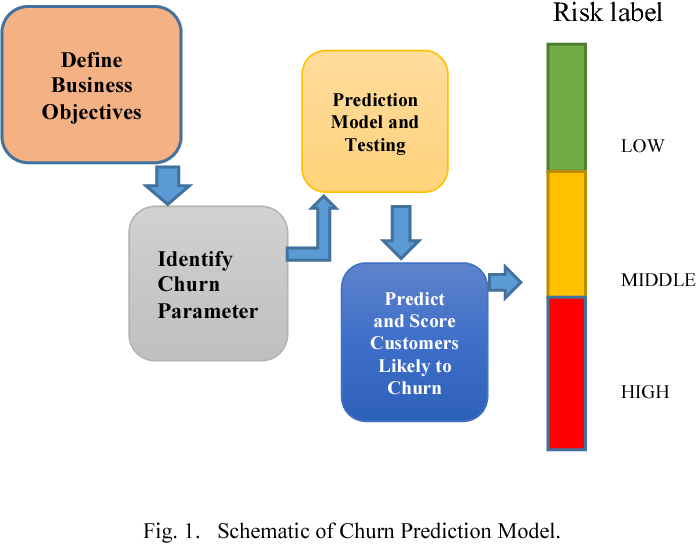 Risk label
Define
Business
Objectives
Prediction
Model and
Testing
LOW
Identify
Churn
Parameter
MIDDLE
Predict
and Score
Customers
Likely to
Churn
HIGH
Fig. 1. Schematic of Churn Prediction Model.